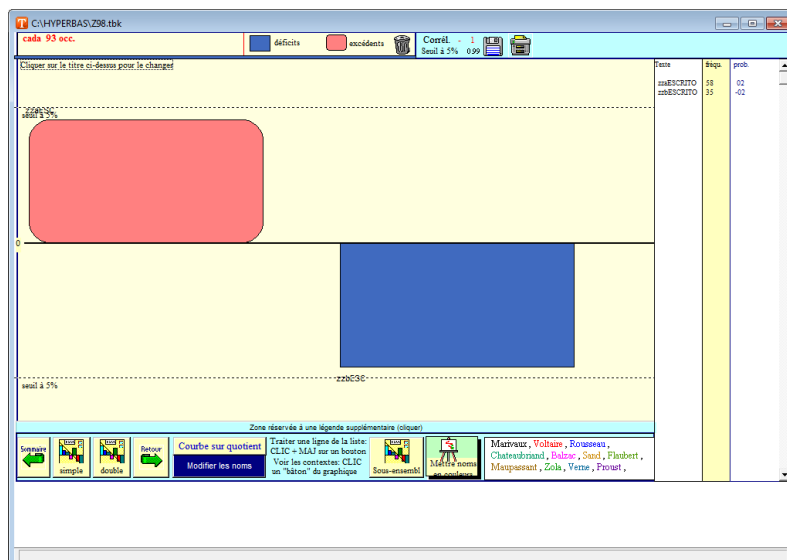 C:\HYPERBAS\Z98.tbk
cada 93 occ.
déficits
excédents
Corrél. - 1
Seuil à 5% 0.99
Cliquer sur le titre ci-dessus pour le changer
Texte fréqu. prob.
zzaESCRITO 58 02
zzbESCRITO 35 -02
zzaESC
seuil à 5%
0
zzbESC
seuil à 5%
Zone réservée à une légende supplémentaire (cliquer)
Sommaire
simple
double
Retour
Courbe sur quotient
Modifier les noms
Traiter une ligne de la liste:
CLIC + MAJ sur un bouton
Voir les contextes: CLIC
un "bâton" du graphique
Sous-ensembl
Mettre noms
en couleurs
Marivaux , Voltaire , Rousseau ,
Chateaubriand , Balzac , Sand , Flaubert ,
Maupassant , Zola , Verne , Proust ,